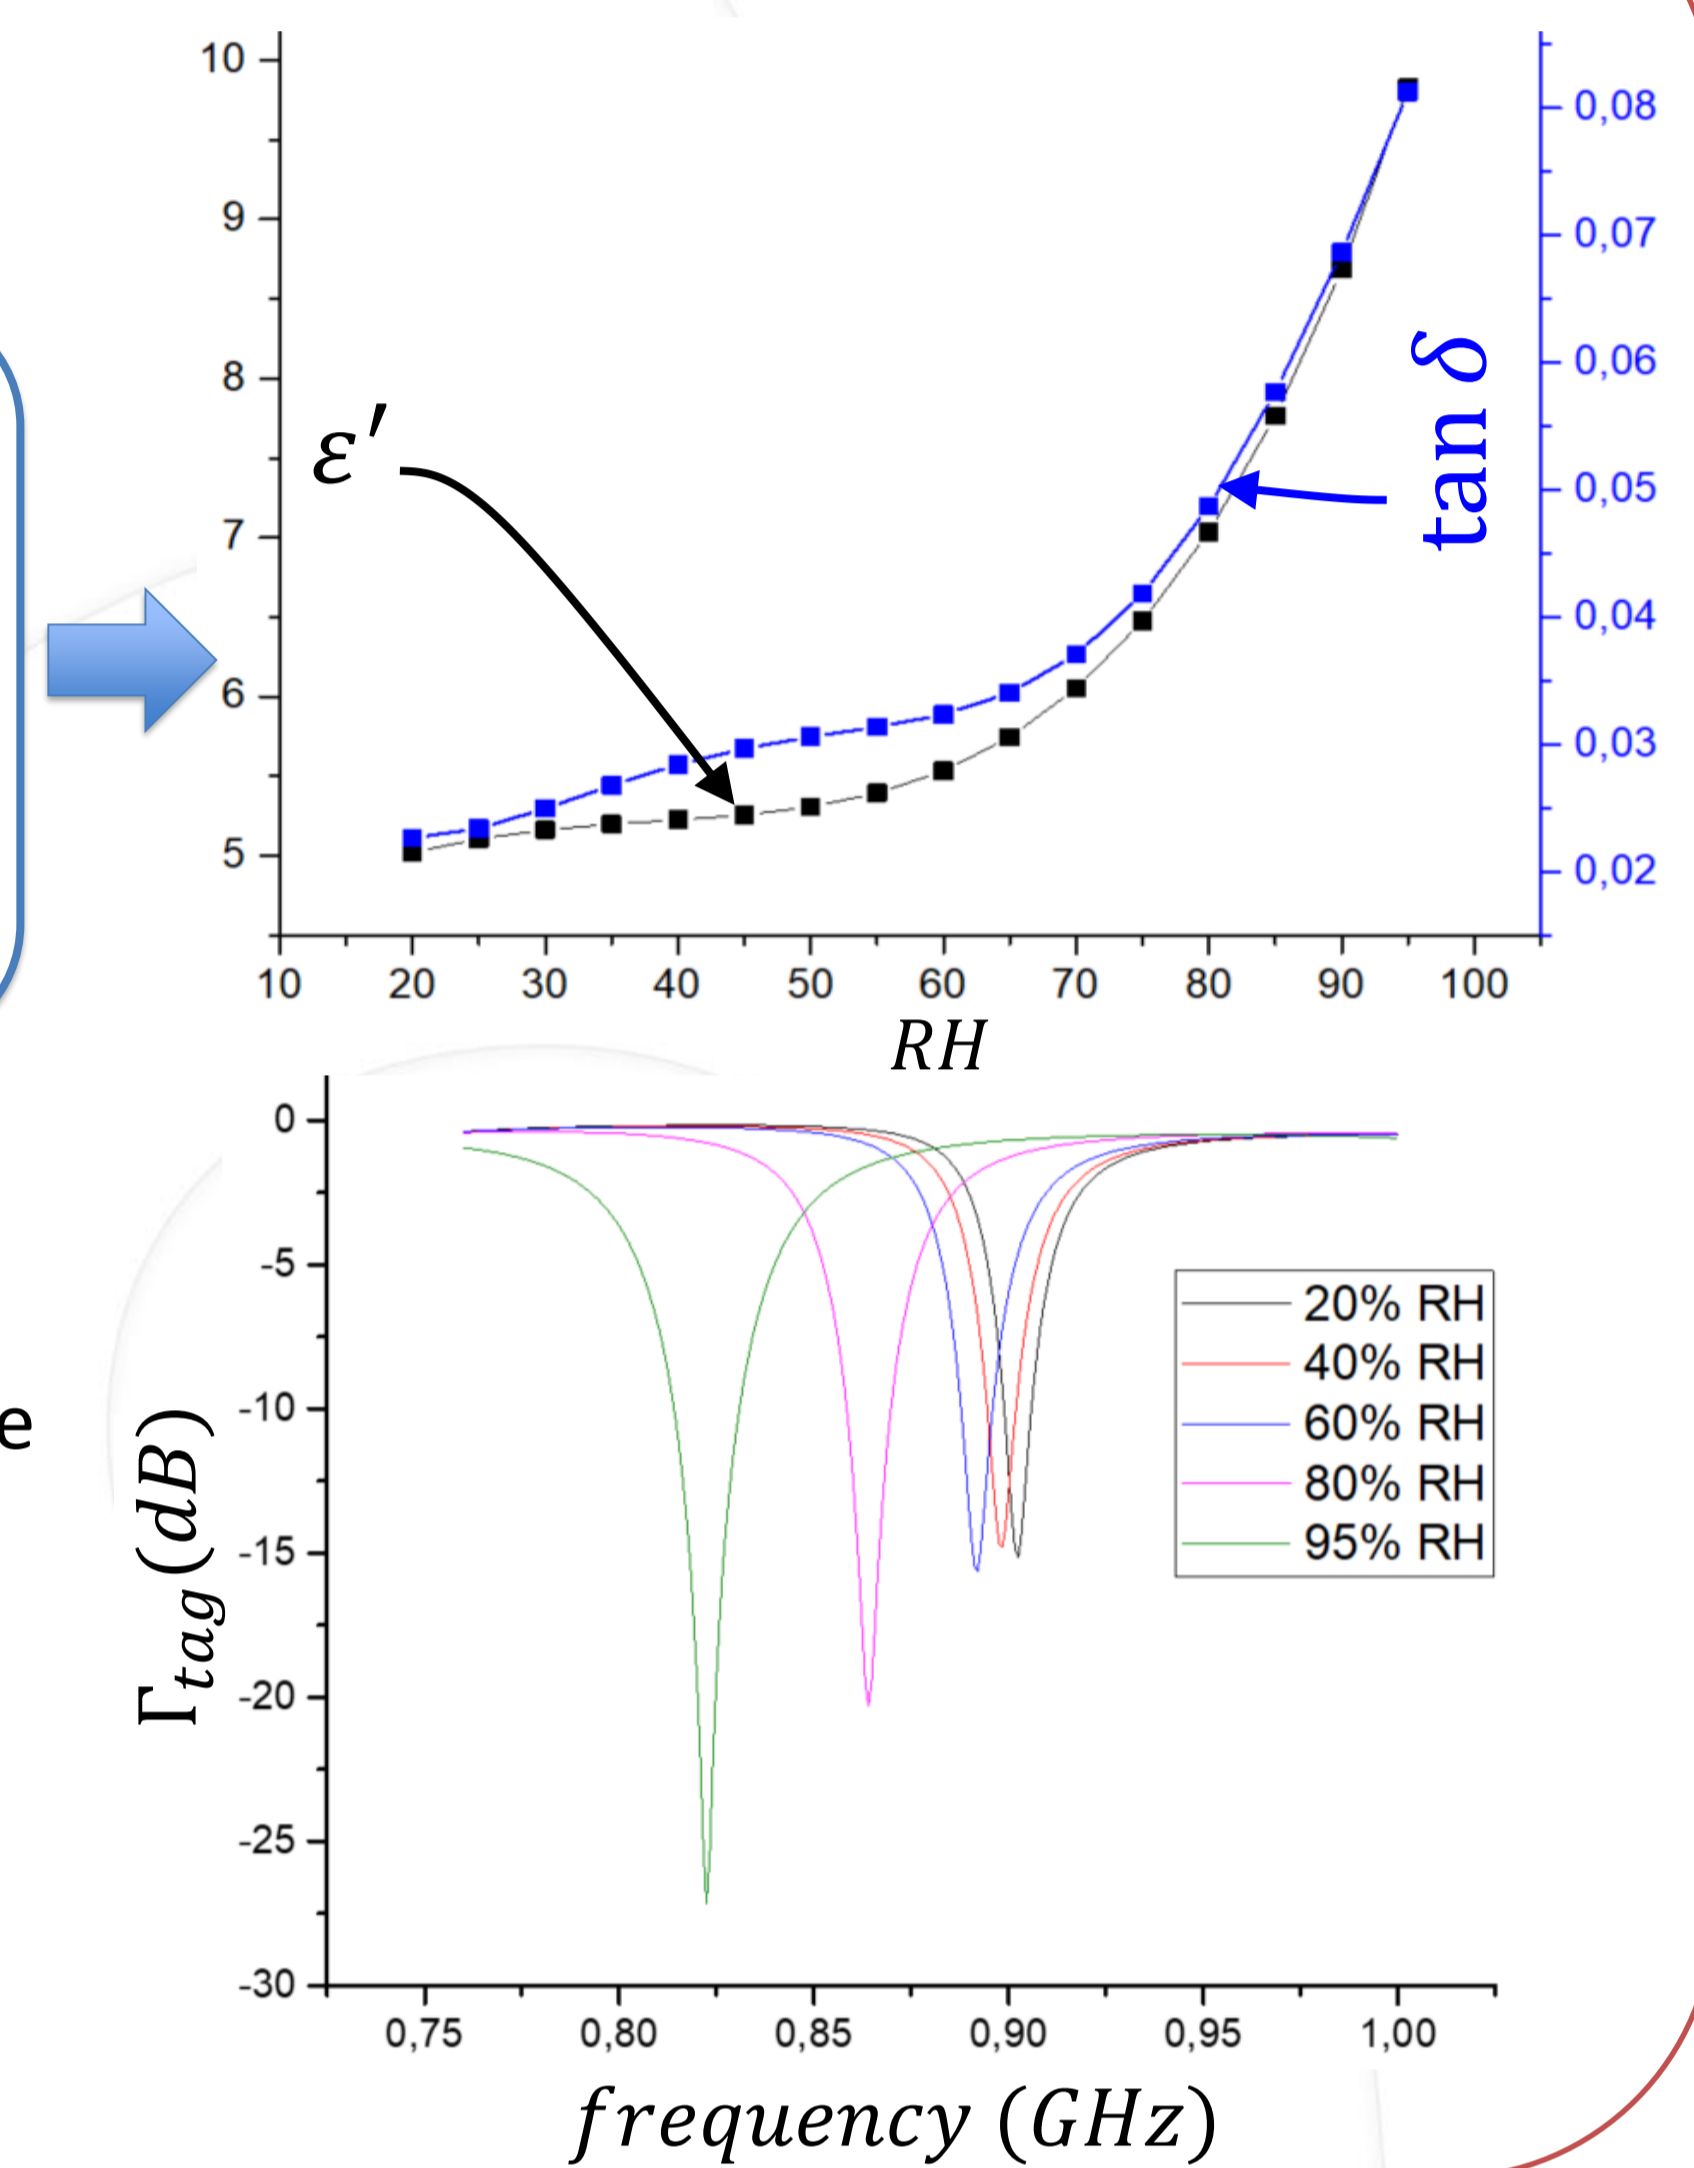 10
9
8
7
6
5
ε′
0,08
0,07
0,06
0,05
0,04
0,03
0,02
tan δ
10 20 30 40 50 60 70 80 90 100
RH
e
0
-5
-10
-15
-20
-25
-30
Γtag(dB)
20% RH
40% RH
60% RH
80% RH
95% RH
0,75 0,80 0,85 0,90 0,95 1,00
frequency (GHz)